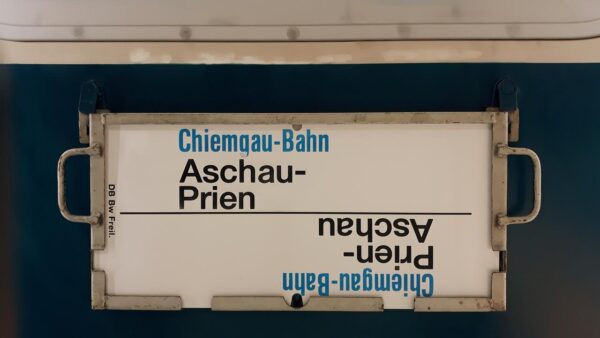 Chiemgau-Bahn
Aschau-
Prien
DB Bw Freil.
Chiemgau-Bahn
Prien-
Aschau